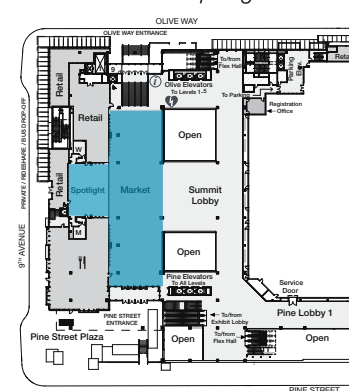 OLIVE WAY
OLIVE WAY ENTRANCE
Retail
To/from
Flex Hall
Parking
Elev.
Reta
i
Olive Elevators
To Levels 1-5
To Parking
Registration
Office
Retail
Open
PRIVATE / RIDESHARE / BUS DROP-OFF
W
Retail
Spotlight
Market
Summit
Lobby
M
9TH AVENUE
Open
Pine Elevators
To All Levels
Service
Door
PINE STREET
ENTRANCE
To/from
Exhibit Lobby
Pine Lobby 1
Pine Street Plaza
Open
To/from
Flex Hall
Open
PINE STREET